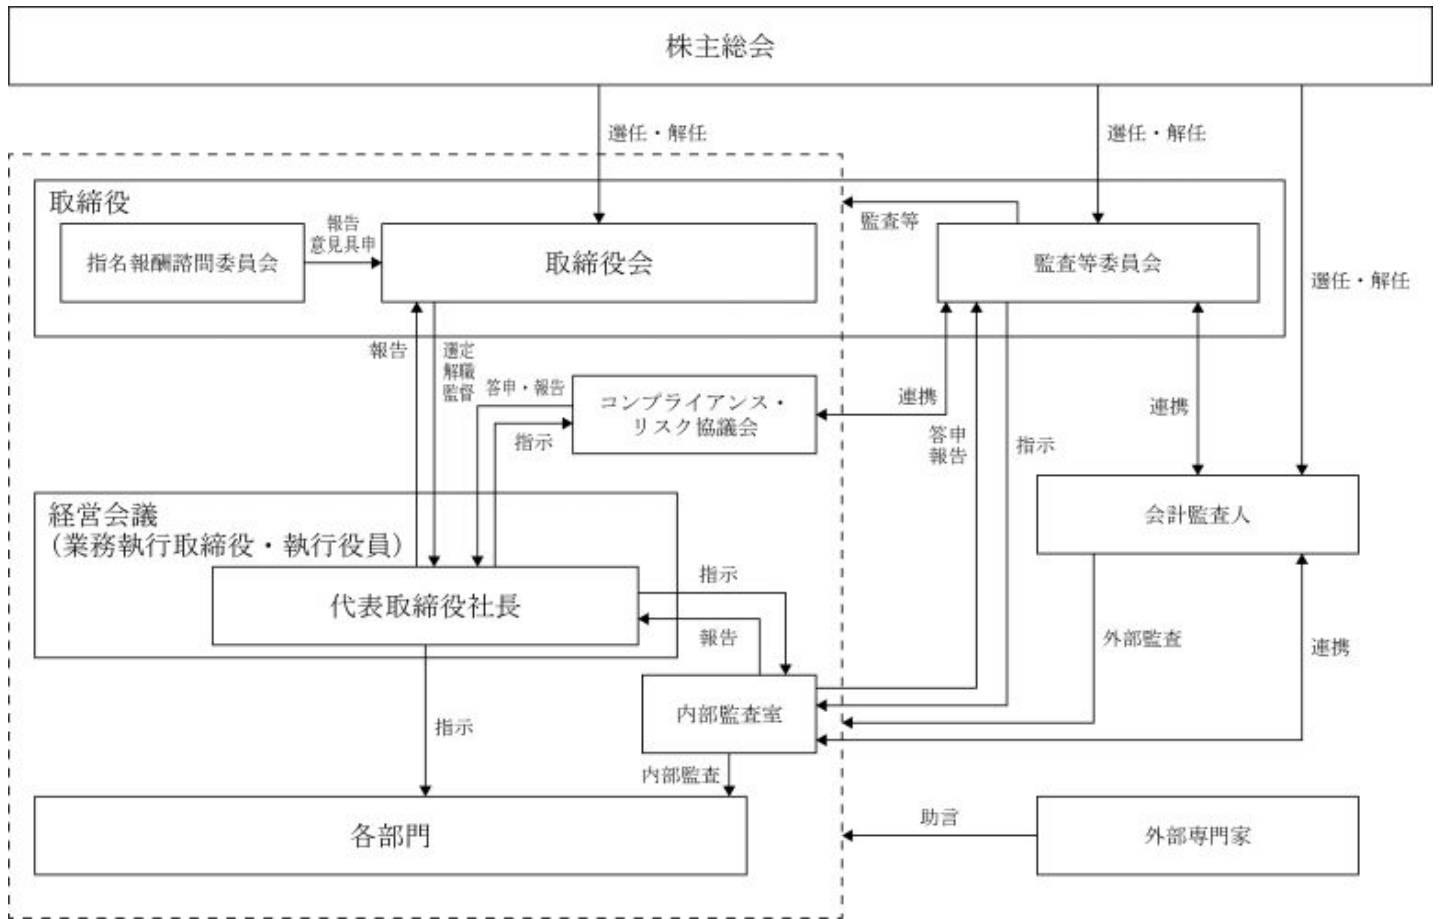 株主総会
選任・解任
選任・解任
取締役
報告
意見具申
監査等
指名報酬諮問委員会
取締役会
監査等委員会
選任・解任
報告
選定
解職
監督
答申・報告
コンプライアンス・
リスク協議会
連携
連携
指示
答申
報告
指示
経営会議
(業務執行取締役・執行役員)
会計監査人
代表取締役社長
指示
報告
外部監査
連携
内部監査室
指示
内部監査
各部門
助言
外部専門家